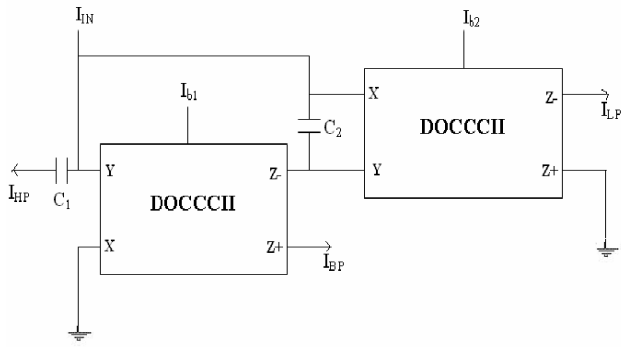 I_IN
I_b2
X
Z-
I_b1
I_LP
DOCCCII
C_2
Y
Z-
Y
Z+
I_HP
C_1
DOCCCII
X
Z+
I_BP